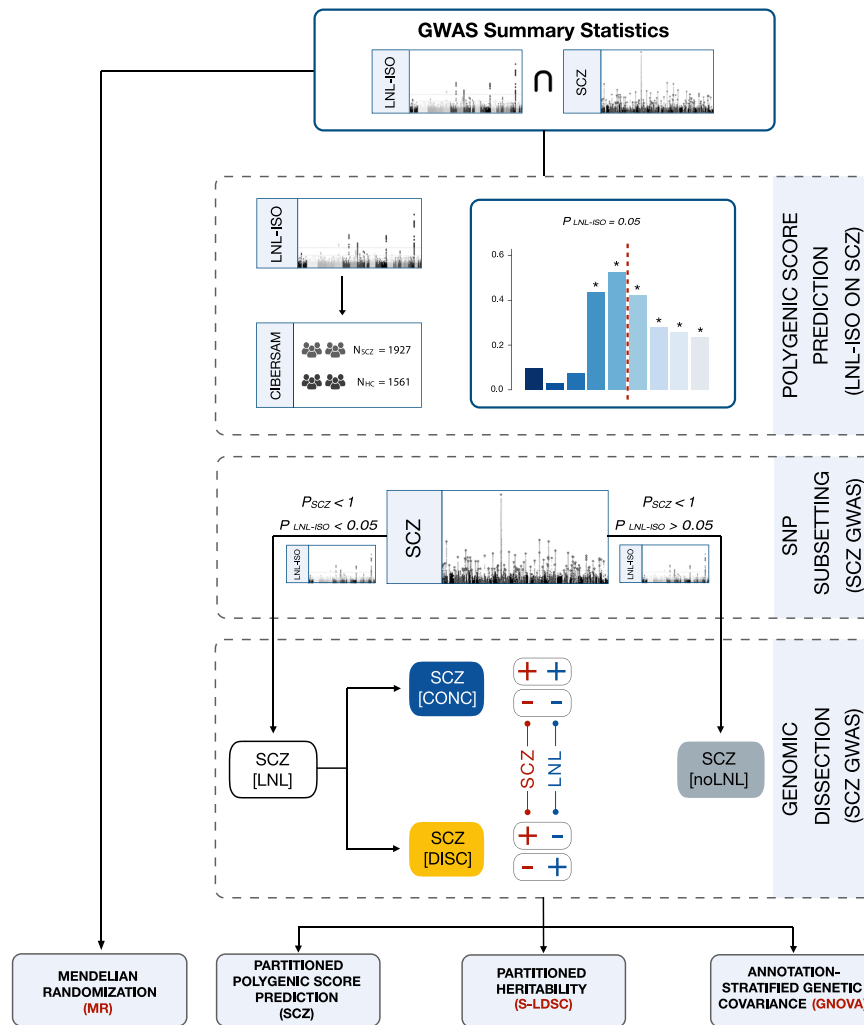 GWAS Summary Statistics
LNL-ISO
∩
SCZ
LNL-ISO
CIBERSAM
NSCZ = 1927
NHC = 1561
P LNL-ISO = 0.05
0.6
0.4
0.2
0.0
* * * * * *
POLYGENIC SCORE
PREDICTION
(LNL-ISO ON SCZ)
PSCZ < 1
P LNL-ISO < 0.05
LNL-ISO
SCZ
PSCZ < 1
P LNL-ISO > 0.05
LNL-ISO
SNP
SUBSETTING
(SCZ GWAS)
SCZ
[LNL]
SCZ
[CONC]
SCZ
[DISC]
+ +
- -
SCZ
LNL
+ -
- +
SCZ
[noLNL]
GENOMIC
DISSECTION
(SCZ GWAS)
MENDELIAN
RANDOMIZATION
(MR)
PARTITIONED
POLYGENIC SCORE
PREDICTION
(SCZ)
PARTITIONED
HERITABILITY
(S-LDSC)
ANNOTATION-
STRATIFIED GENETIC
COVARIANCE (GNOVA)